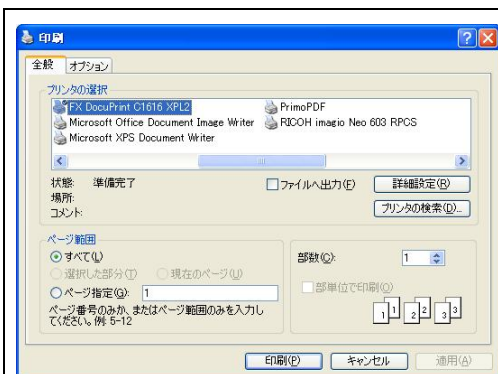 印刷
全般
オプション
プリンタの選択
FX DocuPrint C1616 XPL2
PrimoPDF
Microsoft Office Document Image Writer
RICOH imagio Neo 603 RPCS
Microsoft XPS Document Writer
状態: 準備完了
ファイルへ出力(F)
詳細設定(R)
場所:
コメント:
プリンタの検索(D)...
ページ範囲
すべて(L)
選択した部分(T)
現在のページ(U)
ページ指定(G): 1
ページ番号のみか、またはページ範囲のみを入力し
てください。例: 5-12
部数(C): 1
部単位で印刷(O)
1 1 2 2 3 3
印刷(P)
キャンセル
適用(A)